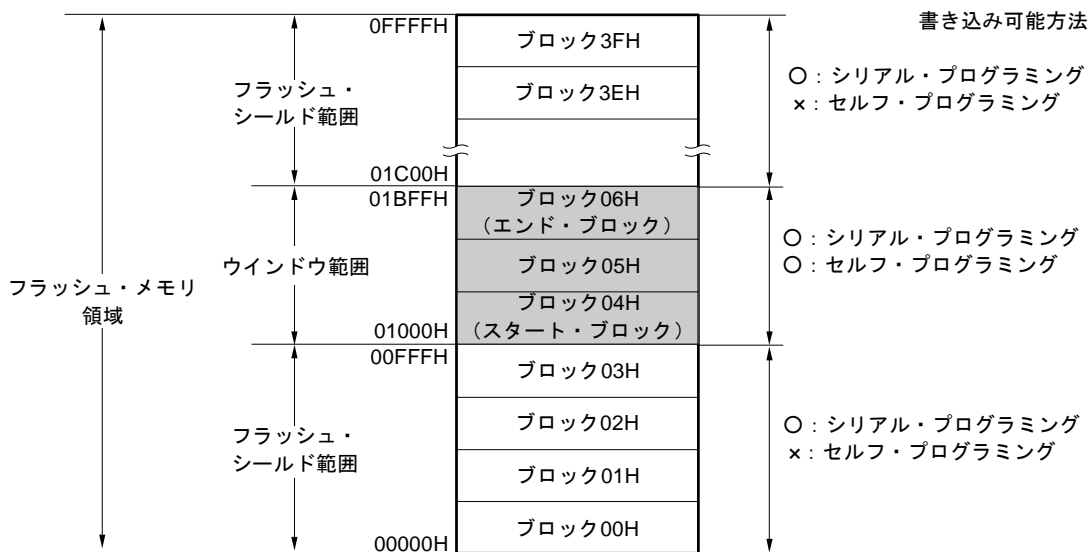 書き込み可能方法
0FFFFH
ブロック3FH
○：シリアル・プログラミング
×：セルフ・プログラミング
フラッシュ・
シールド範囲
ブロック3EH
01C00H
01BFFH
ブロック06H
（エンド・ブロック）
○：シリアル・プログラミング
○：セルフ・プログラミング
ウインドウ範囲
ブロック05H
フラッシュ・メモリ
領域
ブロック04H
（スタート・ブロック）
01000H
00FFFH
ブロック03H
ブロック02H
○：シリアル・プログラミング
×：セルフ・プログラミング
フラッシュ・
シールド範囲
ブロック01H
ブロック00H
00000H